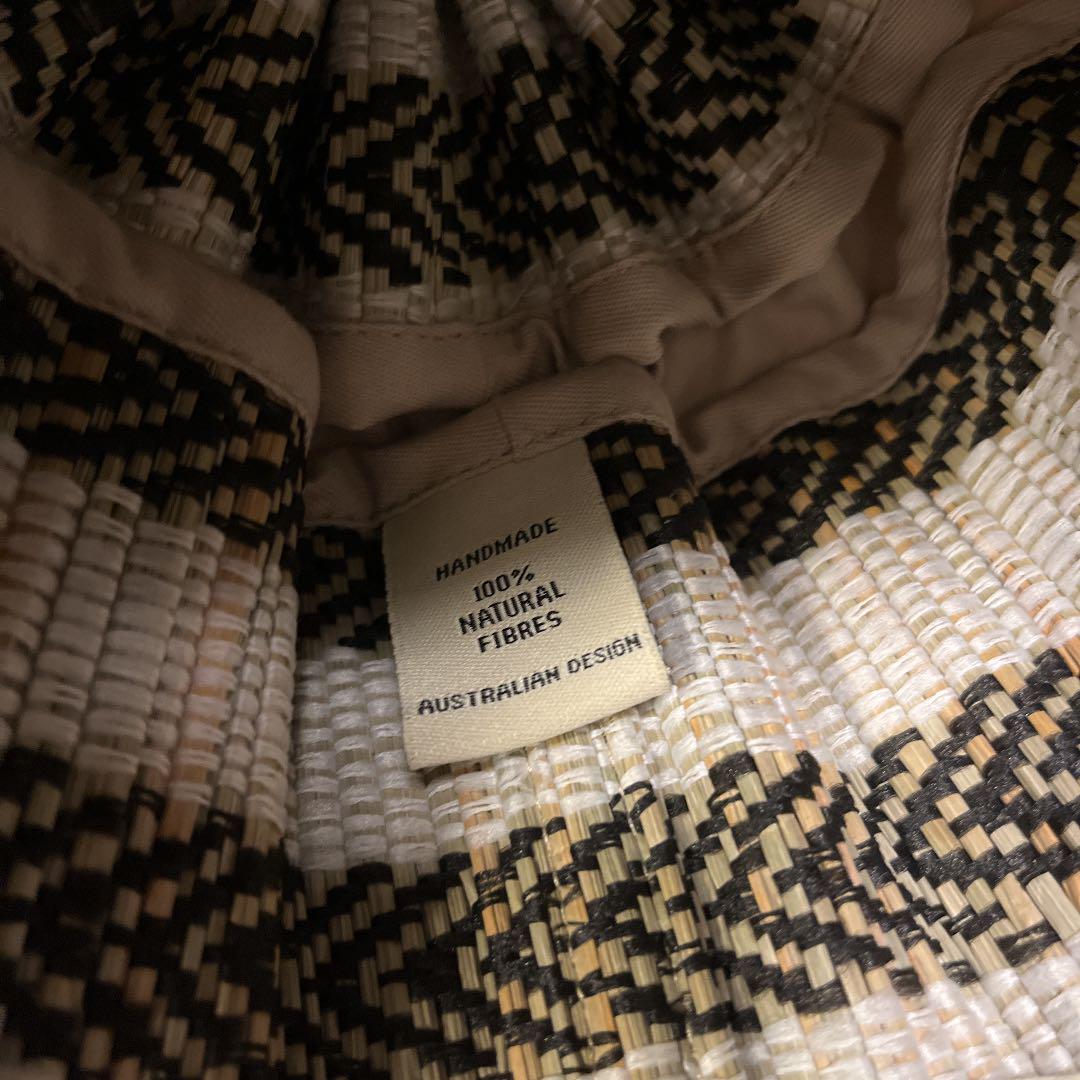 HANDMADE
100%
NATURAL
FIBRES
AUSTRALIAN DESIGN